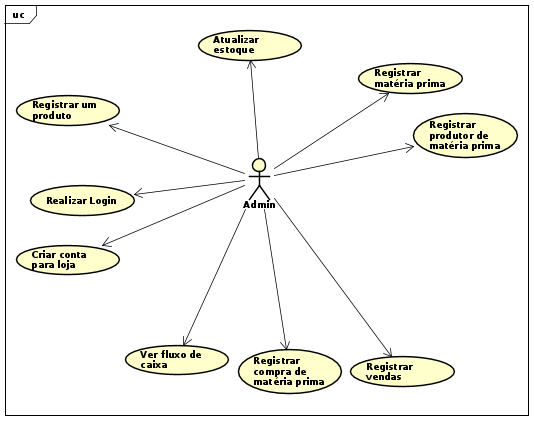 uc
Atualizar
estoque
Registrar
matéria prima
Registrar um
produto
Registrar
produtor de
matéria prima
Realizar Login
Admin
Criar conta
para loja
Ver fluxo de
caixa
Registrar
compra de
matéria prima
Registrar
vendas